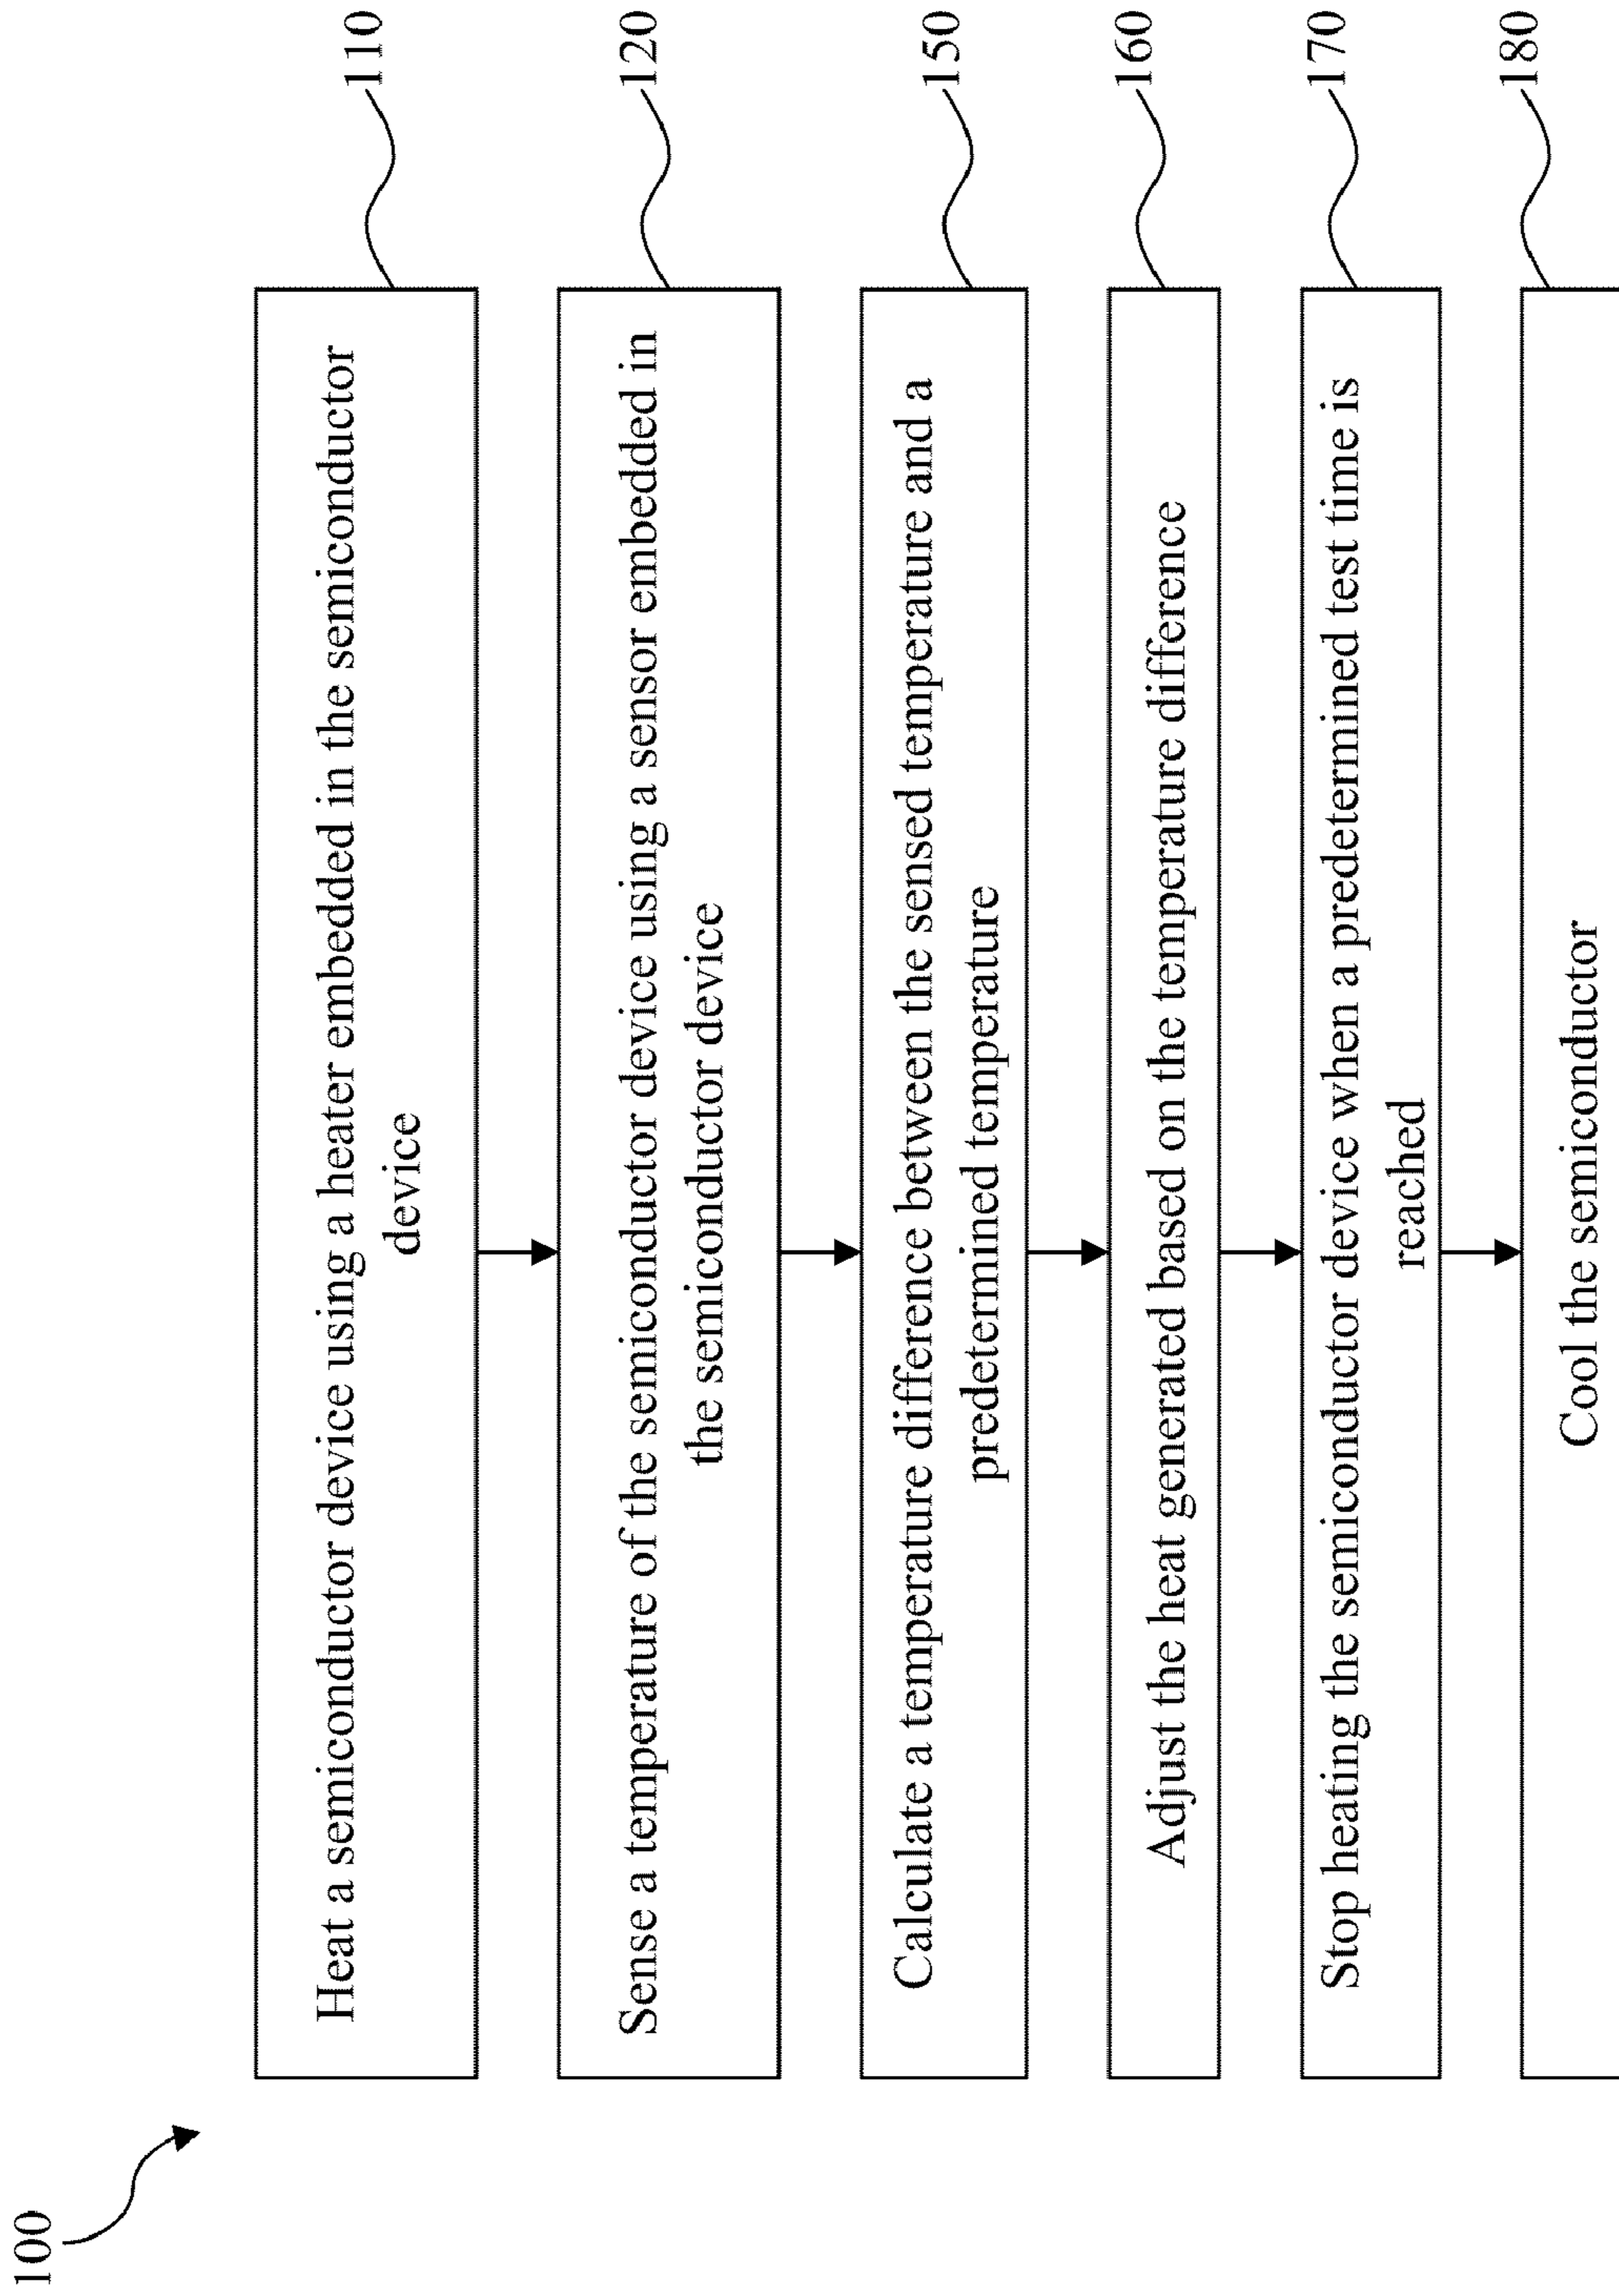 100
Heat a semiconductor device using a heater embedded in the semiconductor
device
110
Sense a temperature of the semiconductor device using a sensor embedded in
the semiconductor device
120
Calculate a temperature difference between the sensed temperature and a
predetermined temperature
150
Adjust the heat generated based on the temperature difference
160
Stop heating the semiconductor device when a predetermined test time is
reached
170
Cool the semiconductor
180